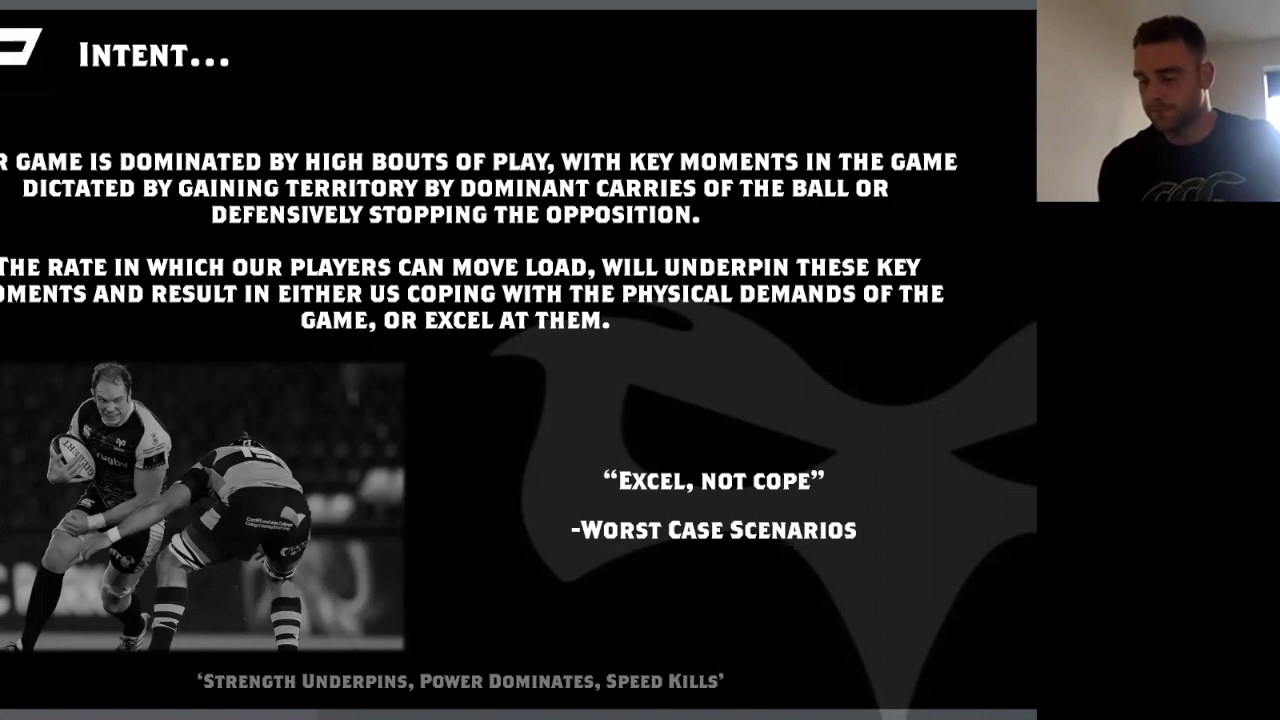 INTENT...
R GAME IS DOMINATED BY HIGH BOUTS OF PLAY, WITH KEY MOMENTS IN THE GAME
DICTATED BY GAINING TERRITORY BY DOMINANT CARRIES OF THE BALL OR
DEFENSIVELY STOPPING THE OPPOSITION.
THE RATE IN WHICH OUR PLAYERS CAN MOVE LOAD, WILL UNDERPIN THESE KEY
OMENTS AND RESULT IN EITHER US COPING WITH THE PHYSICAL DEMANDS OF THE
GAME, OR EXCEL AT THEM.
rugby
GILBERT
15
“EXCEL, NOT COPE”
-WORST CASE SCENARIOS
‘STRENGTH UNDERPINS, POWER DOMINATES, SPEED KILLS’